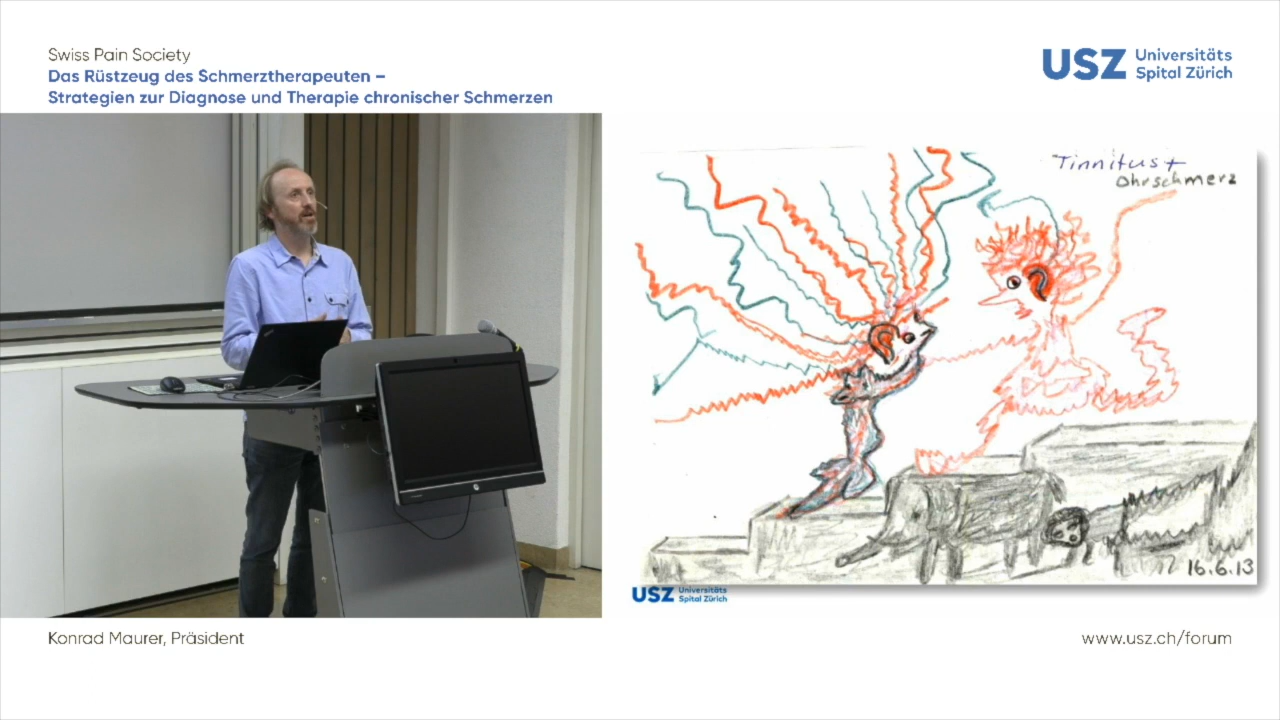 Swiss Pain Society
Das Rüstzeug des Schmerztherapeuten –
Strategien zur Diagnose und Therapie chronischer Schmerzen
USZ Universitäts
Spital Zürich
Tinnitus +
Ohrschmerz
16.6.13
USZ Universitäts
Spital Zürich
Konrad Maurer, Präsident
www.usz.ch/forum